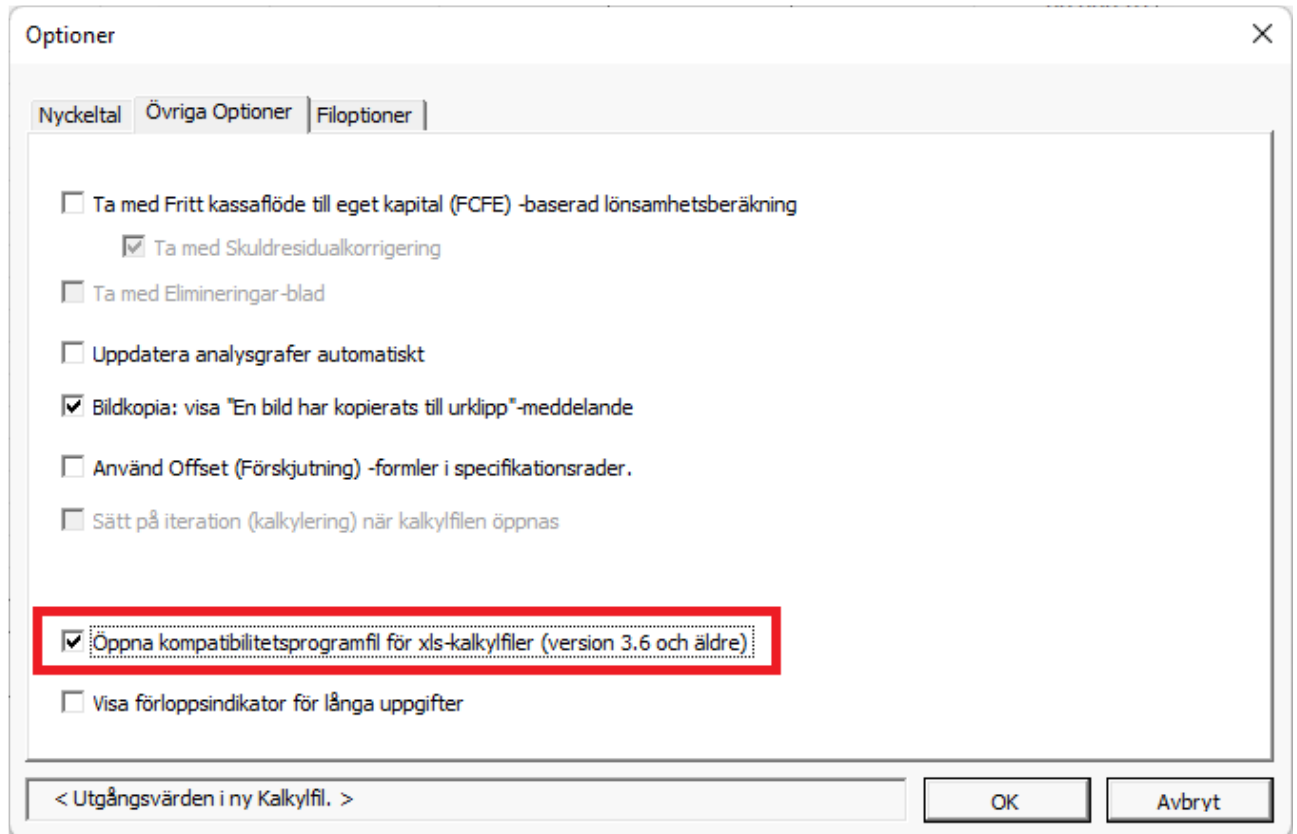 Optioner
Nyckeltal Övriga Optioner Filoptioner
Ta med Fritt kassaflöde till eget kapital (FCFE) -baserad lönsamhetsberäkning
Ta med Skuldresidualkorrigering
Ta med Elimineringar-blad
Uppdatera analysgrafer automatiskt
Bildkopia: visa "En bild har kopierats till urklipp"-meddelande
Använd Offset (Förskjutning) -formler i specifikationsrader.
Sätt på iteration (kalkylering) när kalkylfilen öppnas
Öppna kompatibilitetsprogramfil för xls-kalkylfiler (version 3.6 och äldre)
Visa förloppsindikator för långa uppgifter
< Utgångsvärden i ny Kalkylfil. > OK Avbryt